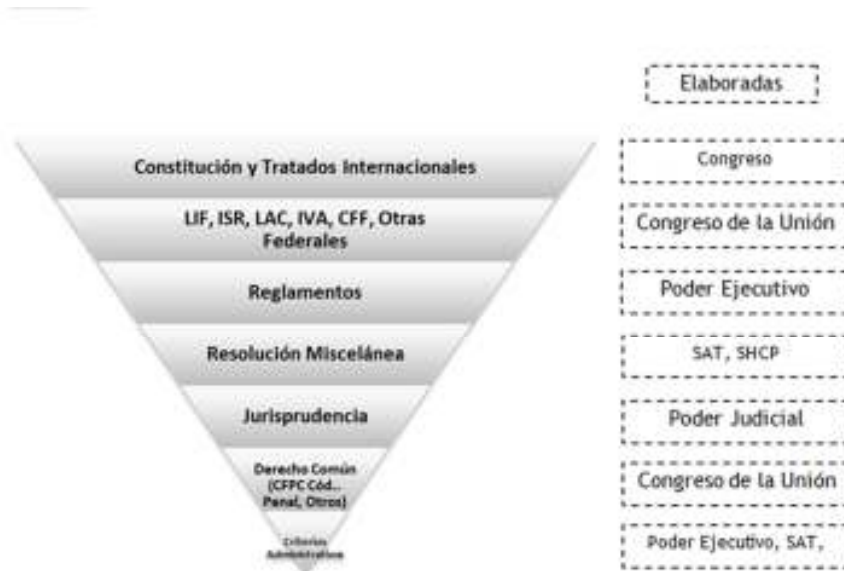 Elaboradas
Constitución y Tratados Internacionales
Congreso
LIF, ISR, LAC, IVA, CFF, Otras
Federales
Congreso de la Unión
Reglamentos
Poder Ejecutivo
Resolución Miscelánea
SAT, SHCP
Jurisprudencia
Poder Judicial
Derecho Común
(CFPC Cód...
Penal, Otros)
Congreso de la Unión
Criterios
Administrativos
Poder Ejecutivo, SAT,